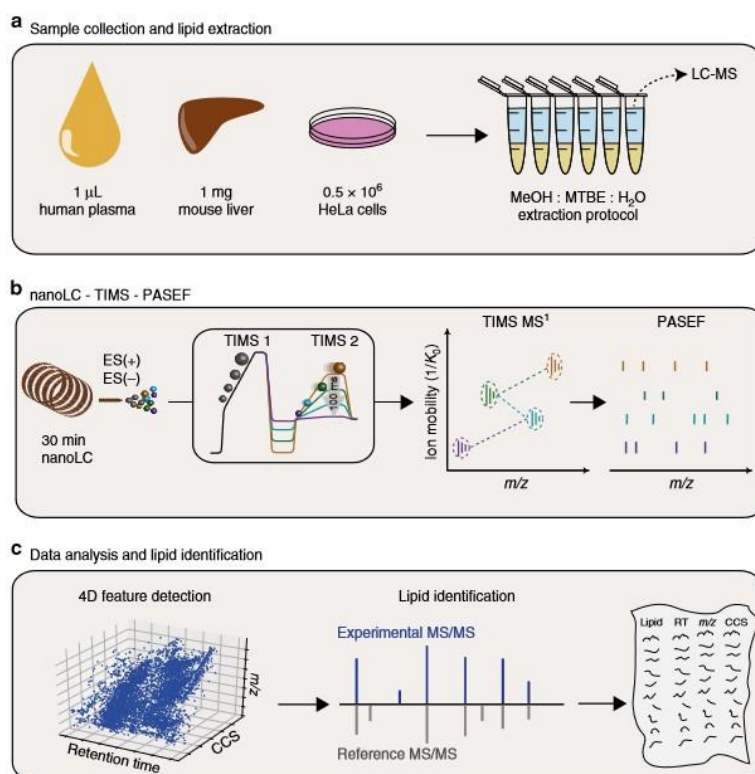 a Sample collection and lipid extraction
LC-MS
1 μL
human plasma
1 mg
mouse liver
0.5 × 10⁶
HeLa cells
MeOH : MTBE : H₂O
extraction protocol
b nanoLC - TIMS - PASEF
ES(+)
ES(–)
30 min
nanoLC
TIMS 1
TIMS 2
100 ms
TIMS MS¹
Ion mobility (1/K₀)
m/z
PASEF
m/z
c Data analysis and lipid identification
4D feature detection
m/z
CCS
Retention time
Lipid identification
Experimental MS/MS
Reference MS/MS
Lipid RT m/z CCS